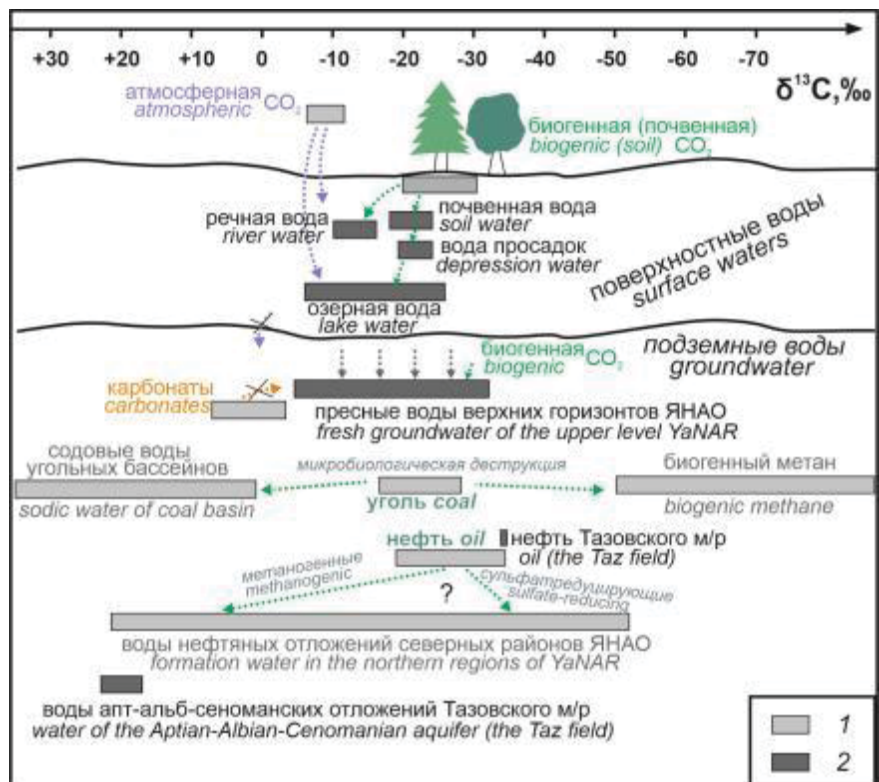 +30 +20 +10 0 -10 -20 -30 -40 -50 -60 -70
δ¹³C,‰
атмосферная CO₂
atmospheric
биогенная (почвенная)
biogenic (soil) CO₂
речная вода
river water
почвенная вода
soil water
вода просадок
depression water
озерная вода
lake water
поверхностные воды
surface waters
биогенная CO₂
biogenic
подземные воды
groundwater
карбонаты
carbonates
пресные воды верхних горизонтов ЯНАО
fresh groundwater of the upper level YaNAR
содовые воды
угольных бассейнов
sodic water of coal basin
микробиологическая деструкция
уголь coal
биогенный метан
biogenic methane
нефть oil
нефть Тазовского м/р
oil (the Taz field)
метаногенные
methanogenic
?
сульфатредуцирующие
sulfate-reducing
воды нефтяных отложений северных районов ЯНАО
formation water in the northern regions of YaNAR
воды апт-альб-сеноманских отложений Тазовского м/р
water of the Aptian-Albian-Cenomanian aquifer (the Taz field)
1
2